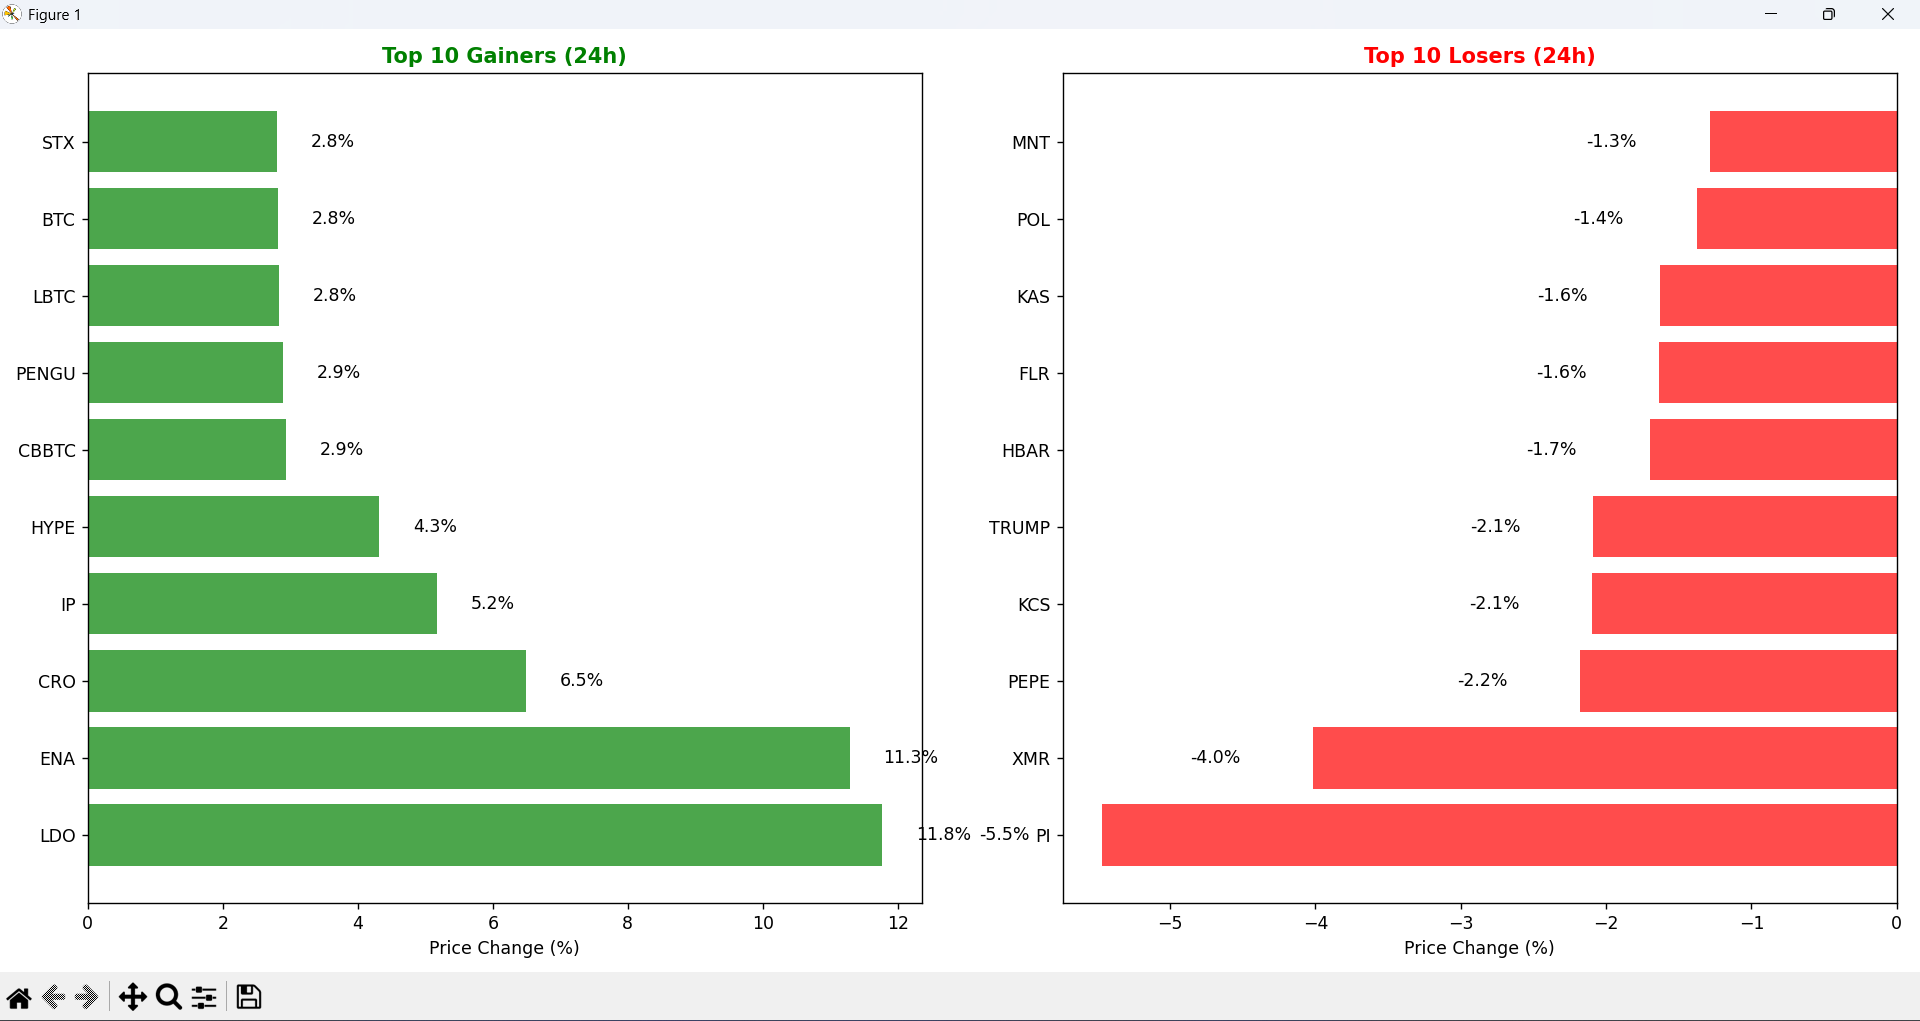 Figure 1
Top 10 Gainers (24h)
STX 2.8%
BTC 2.8%
LBTC 2.8%
PENGU 2.9%
CBBTC 2.9%
HYPE 4.3%
IP 5.2%
CRO 6.5%
ENA 11.3%
LDO 11.8%
0 2 4 6 8 10 12
Price Change (%)
Top 10 Losers (24h)
MNT -1.3%
POL -1.4%
KAS -1.6%
FLR -1.6%
HBAR -1.7%
TRUMP -2.1%
KCS -2.1%
PEPE -2.2%
XMR -4.0%
-5.5% PI
−5 −4 −3 −2 −1 0
Price Change (%)